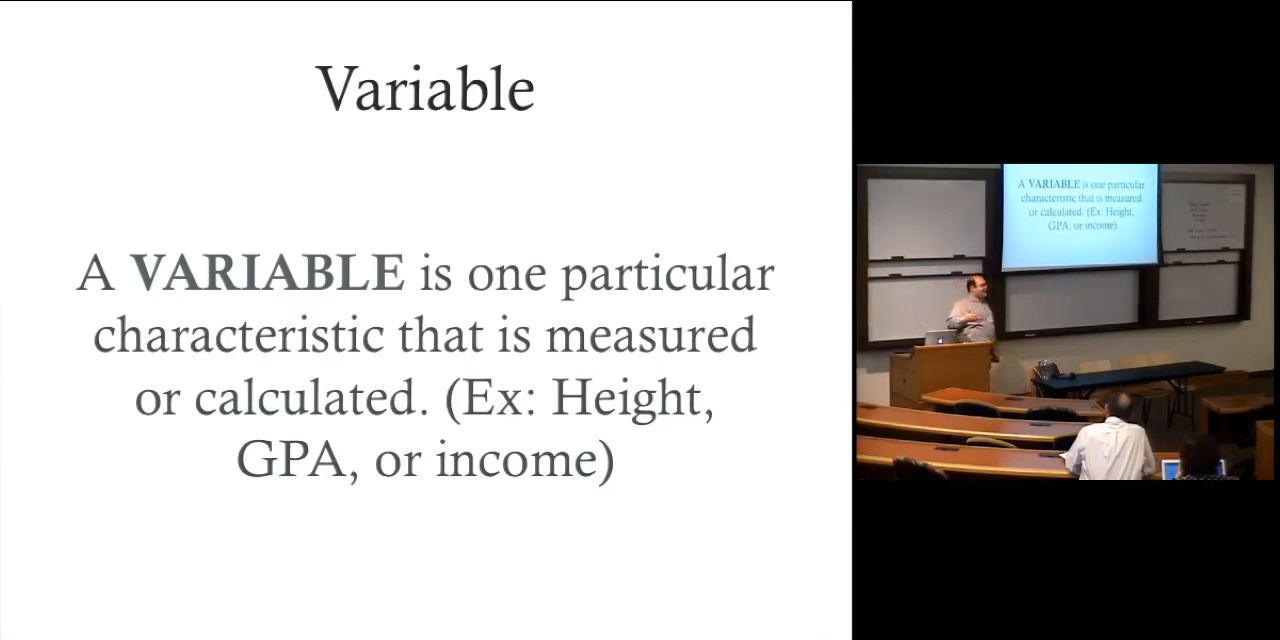 Variable
A VARIABLE is one particular
characteristic that is measured
or calculated. (Ex: Height,
GPA, or income)
A VARIABLE is one particular
characteristic that is measured
or calculated. (Ex: Height,
GPA, or income)